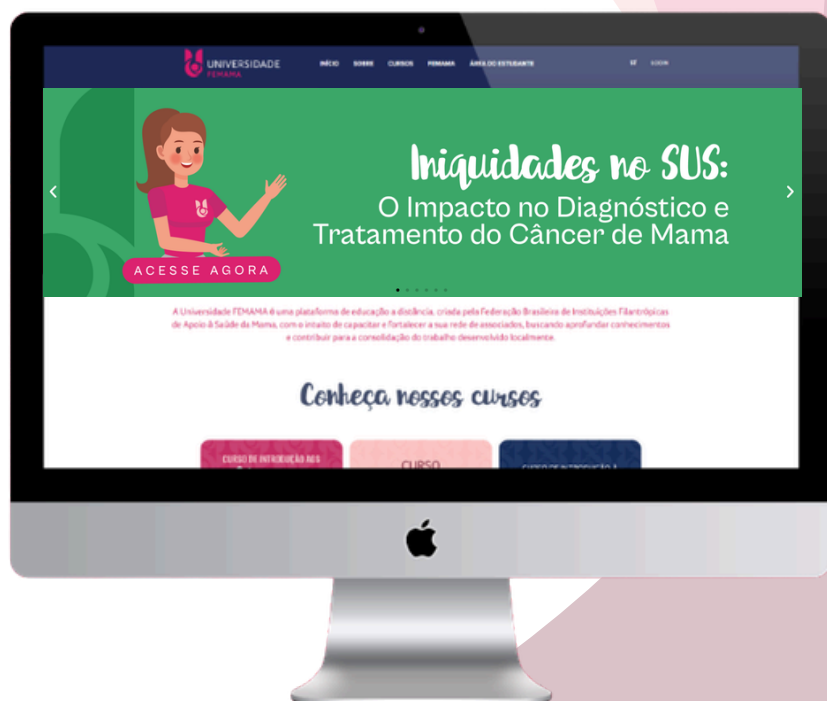 UNIVERSIDADE
FEMAMA
INÍCIO SOBRE CURSOS FEMAMA ÁREA DO ESTUDANTE LOGIN
Iniquidades no SUS:
O Impacto no Diagnóstico e
Tratamento do Câncer de Mama
ACESSE AGORA
A Universidade FEMAMA é uma plataforma de educação a distância, criada pela Federação Brasileira de Instituições Filantrópicas
de Apoio à Saúde da Mama, com o intuito de capacitar e fortalecer a sua rede de associados, buscando aprofundar conhecimentos
e contribuir para a consolidação do trabalho desenvolvido localmente.
Conheça nossos cursos
CURSO DE INTRODUÇÃO AOS
CURSO
CURSO DE INTRODUÇÃO À